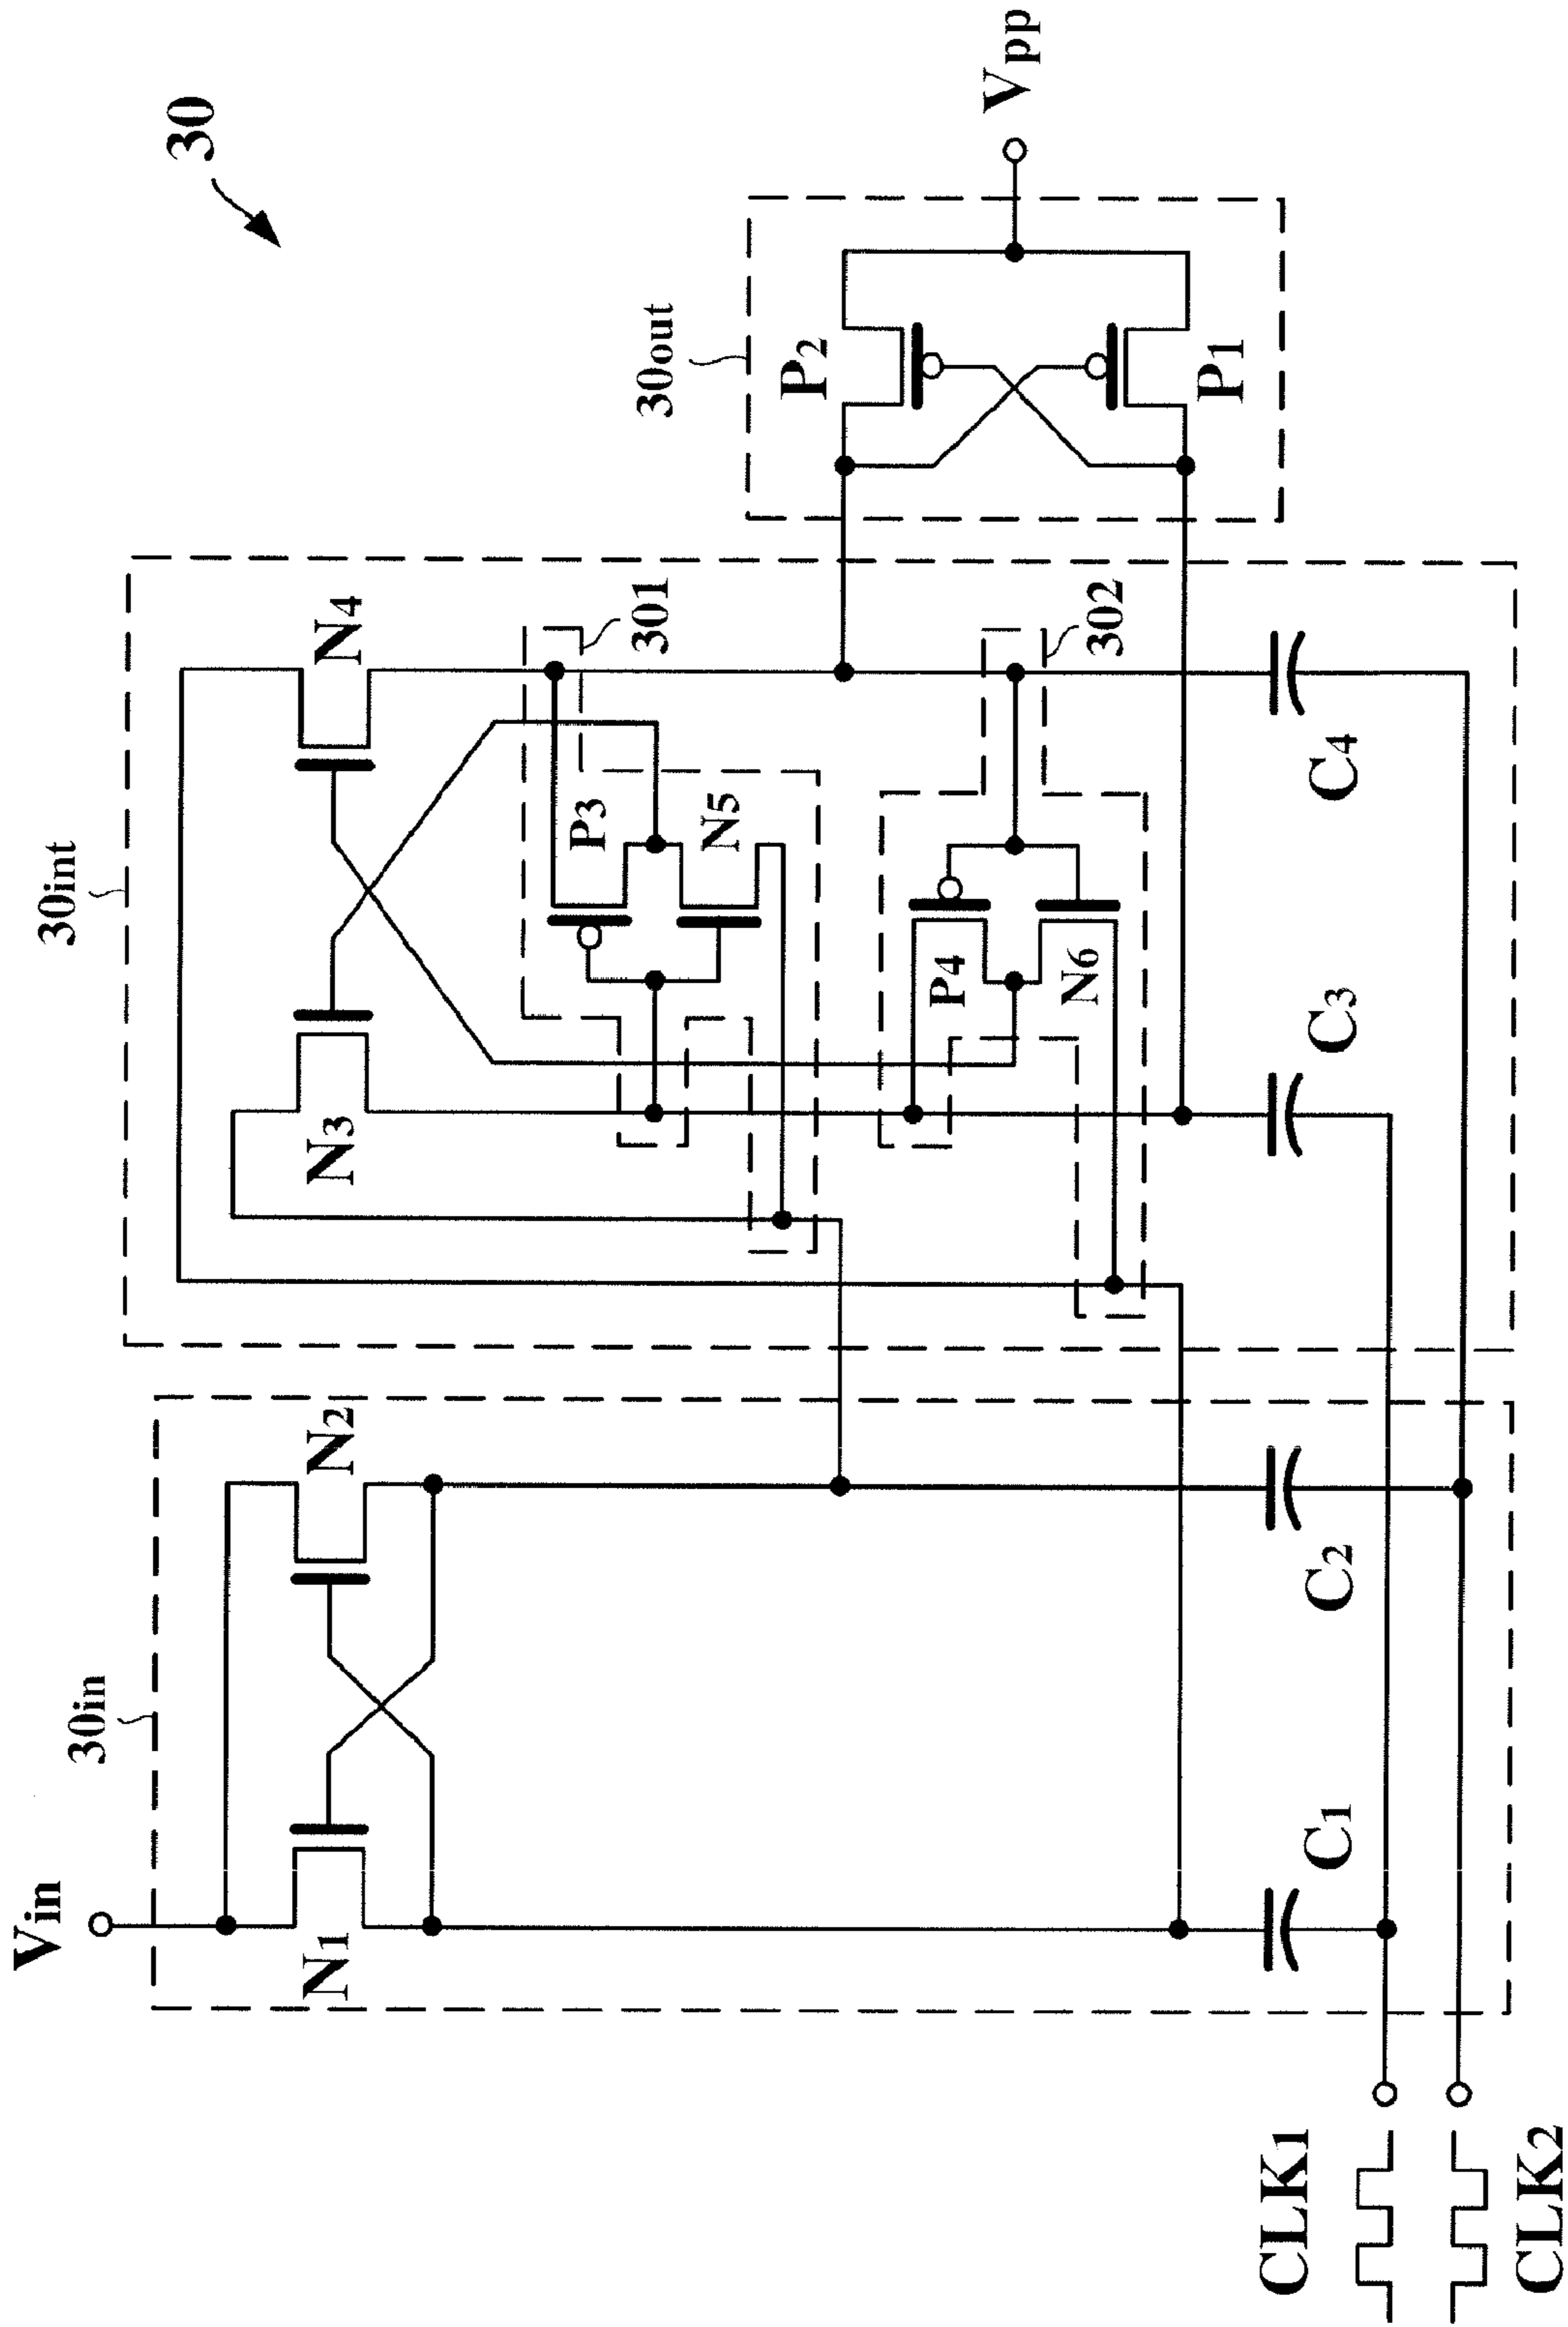 30
Vpp
30out
P2
P1
30int
N4
301
302
P3
N5
P4
N6
N3
C4
C3
30in
N2
Vin
N1
C2
C1
CLK1
CLK2